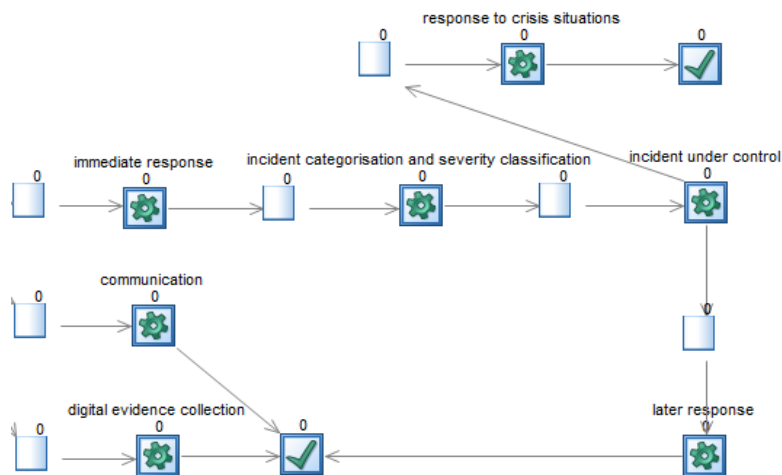 response to crisis situations
0 0 0
immediate response incident categorisation and severity classification incident under control
0 0 0 0 0 0
communication
0 0
0
digital evidence collection later response
0 0 0 0